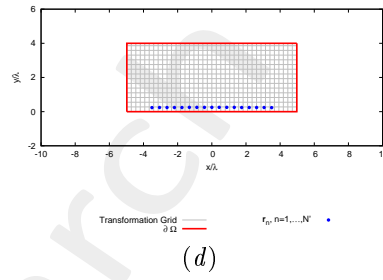 6
4
2
0
-2
y/λ
-10 -8 -6 -4 -2 0 2 4 6 8 1
x/λ
Transformation Grid
∂ Ω
r_n, n=1,...,N'
(d)